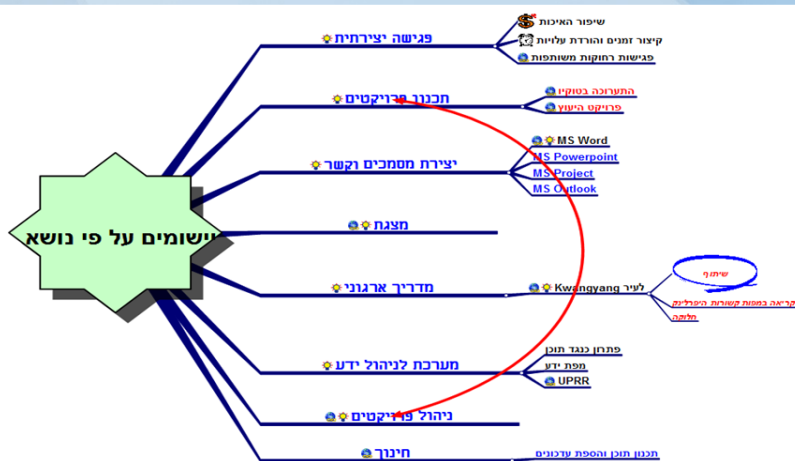 יישומים על פי נושא
פגישה יצירתית
שיפור האיכות
קיצור זמנים והורדת עלויות
פגישות רחוקות משותפות
תכנון פרויקטים
התערוכה בטוקיו
פרויקט היעוץ
יצירת מסמכים וקשר
MS Word
MS Powerpoint
MS Project
MS Outlook
מצגת
מדריך ארגוני
לעיר Kwangyang
שיתוף
קריאה במפות קשורות היפרלינק
חלוקה
מערכת לניהול ידע
פתרון כנגד תוכן
מפת ידע
UPRR
ניהול פרויקטים
חינוך
תכנון תוכן והספת עדכונים